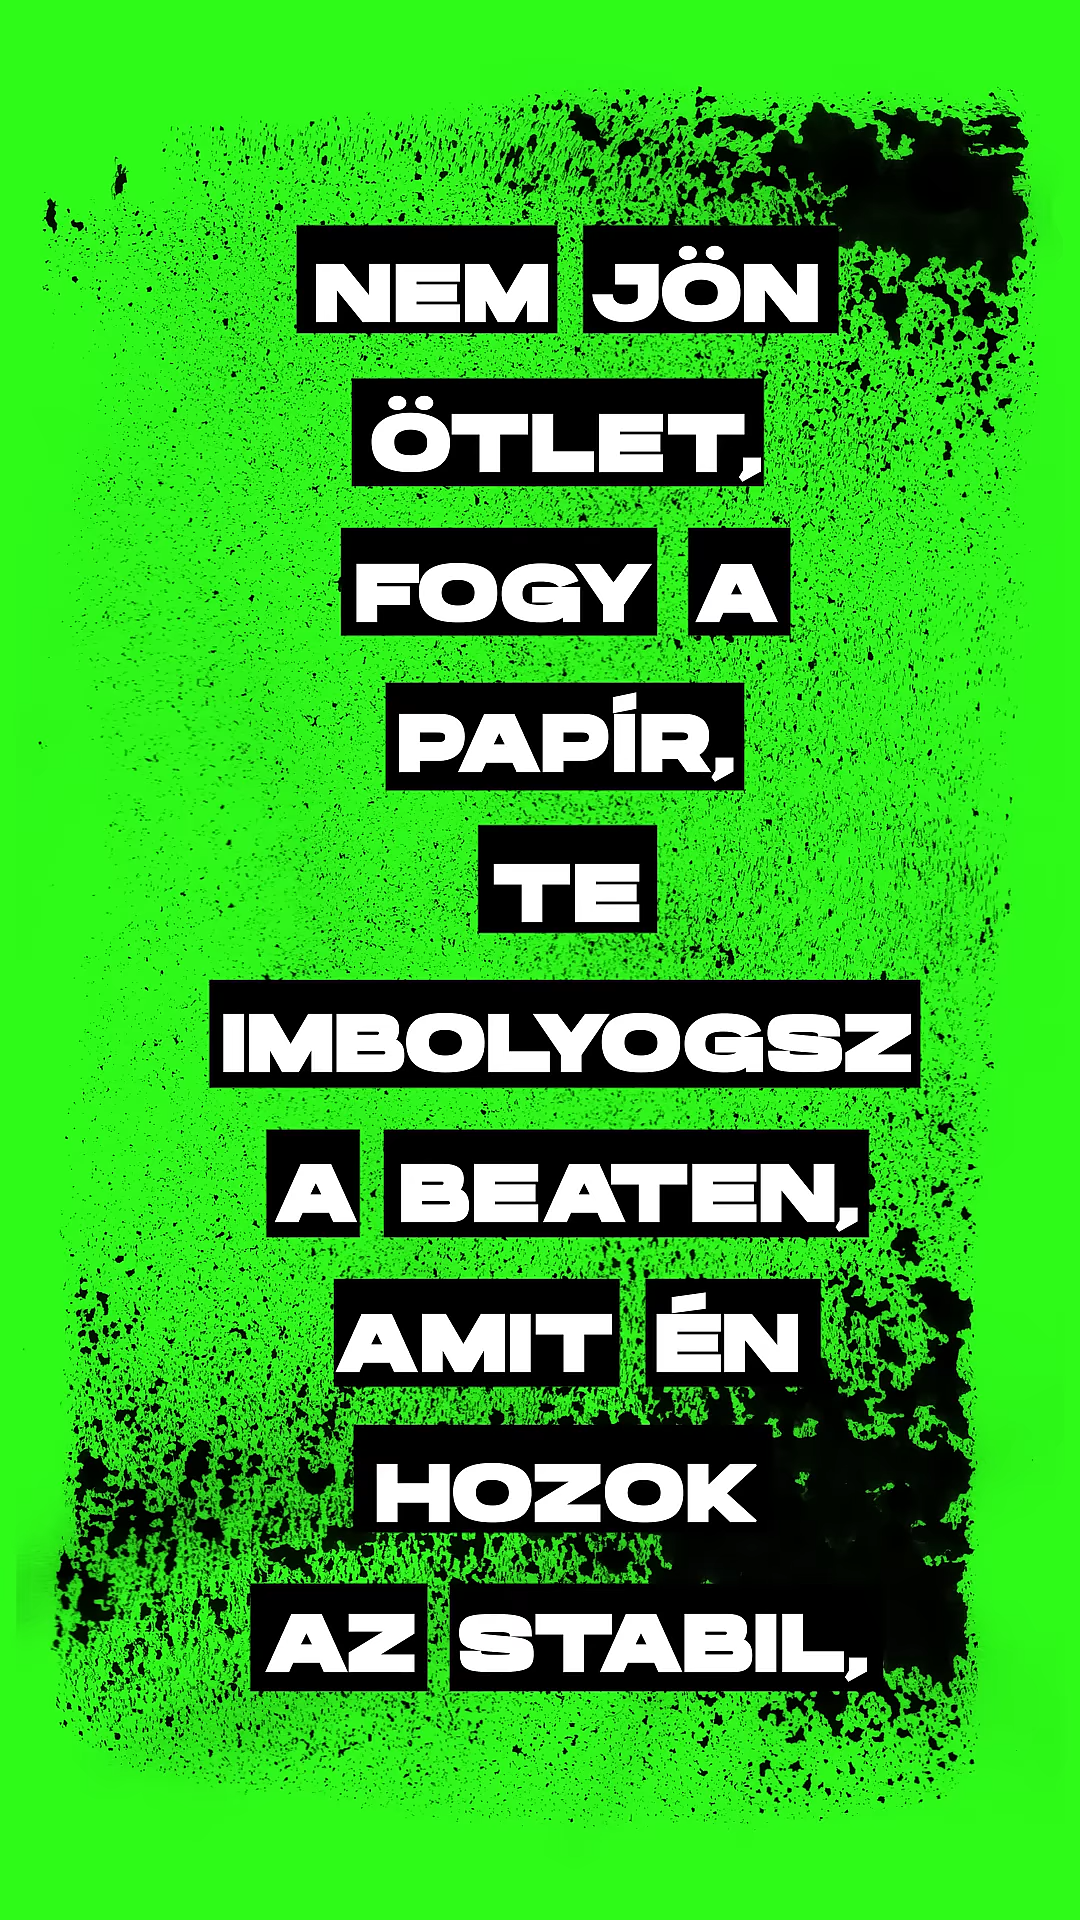 NEM JÖN
ÖTLET,
FOGY A
PAPÍR,
TE
IMBOLYOGSZ
A BEATEN,
AMIT ÉN
HOZOK
AZ STABIL,